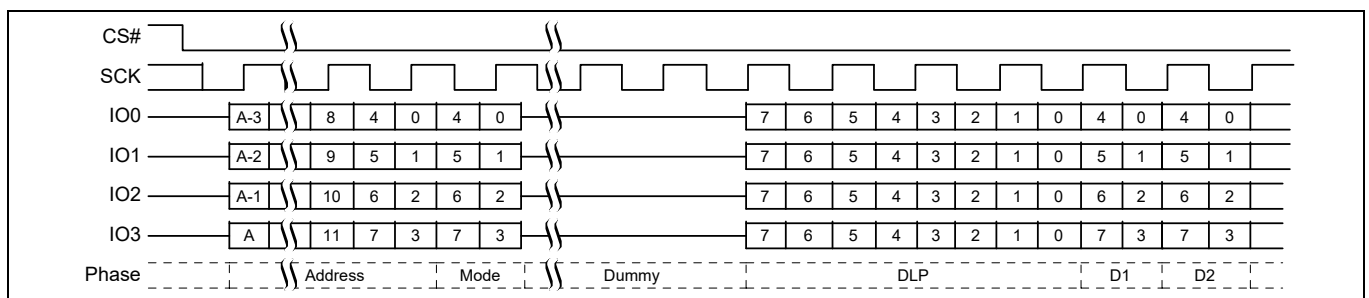 CS#
SCK
IO0 A-3 8 4 0 4 0 7 6 5 4 3 2 1 0 4 0 4 0
IO1 A-2 9 5 1 5 1 7 6 5 4 3 2 1 0 5 1 5 1
IO2 A-1 10 6 2 6 2 7 6 5 4 3 2 1 0 6 2 6 2
IO3 A 11 7 3 7 3 7 6 5 4 3 2 1 0 7 3 7 3
Phase Address Mode Dummy DLP D1 D2